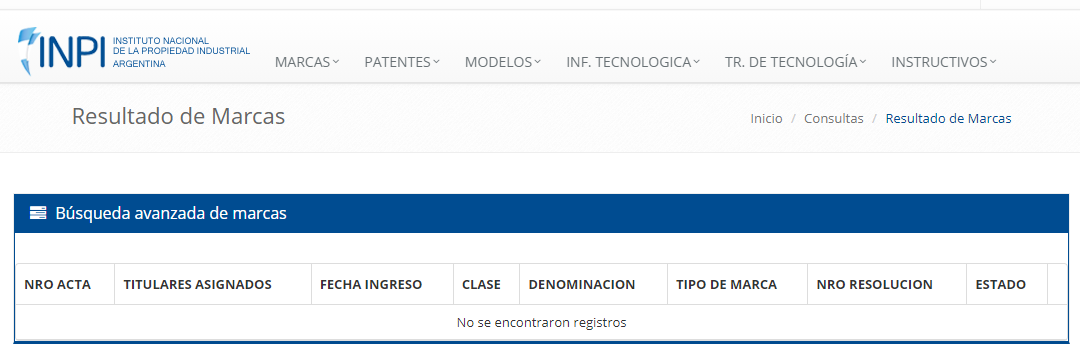 INPI INSTITUTO NACIONAL
DE LA PROPIEDAD INDUSTRIAL
ARGENTINA
MARCAS PATENTES MODELOS INF. TECNOLOGICA TR. DE TECNOLOGÍA INSTRUCTIVOS
Resultado de Marcas
Inicio / Consultas / Resultado de Marcas
Búsqueda avanzada de marcas
NRO ACTA TITULARES ASIGNADOS FECHA INGRESO CLASE DENOMINACION TIPO DE MARCA NRO RESOLUCION ESTADO
No se encontraron registros